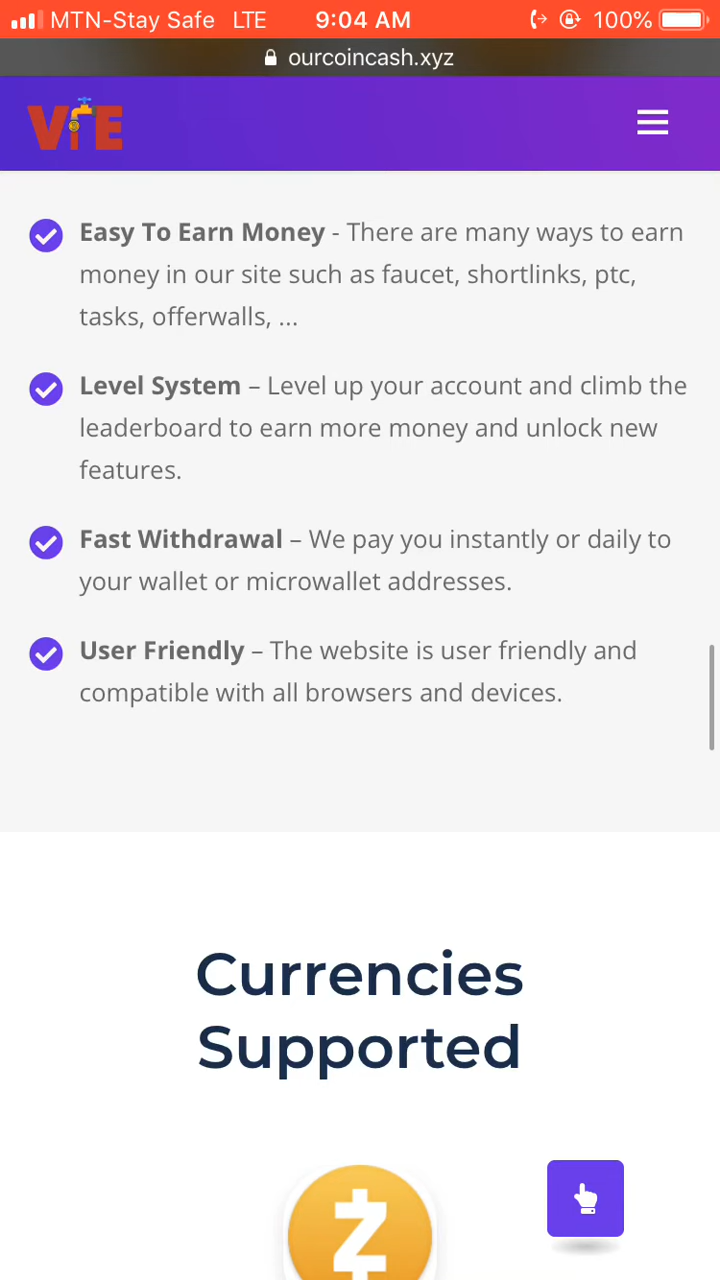 MTN-Stay Safe LTE 9:04 AM 100%
ourcoincash.xyz
VIE
Easy To Earn Money - There are many ways to earn
money in our site such as faucet, shortlinks, ptc,
tasks, offerwalls, ...
Level System – Level up your account and climb the
leaderboard to earn more money and unlock new
features.
Fast Withdrawal – We pay you instantly or daily to
your wallet or microwallet addresses.
User Friendly – The website is user friendly and
compatible with all browsers and devices.
Currencies
Supported